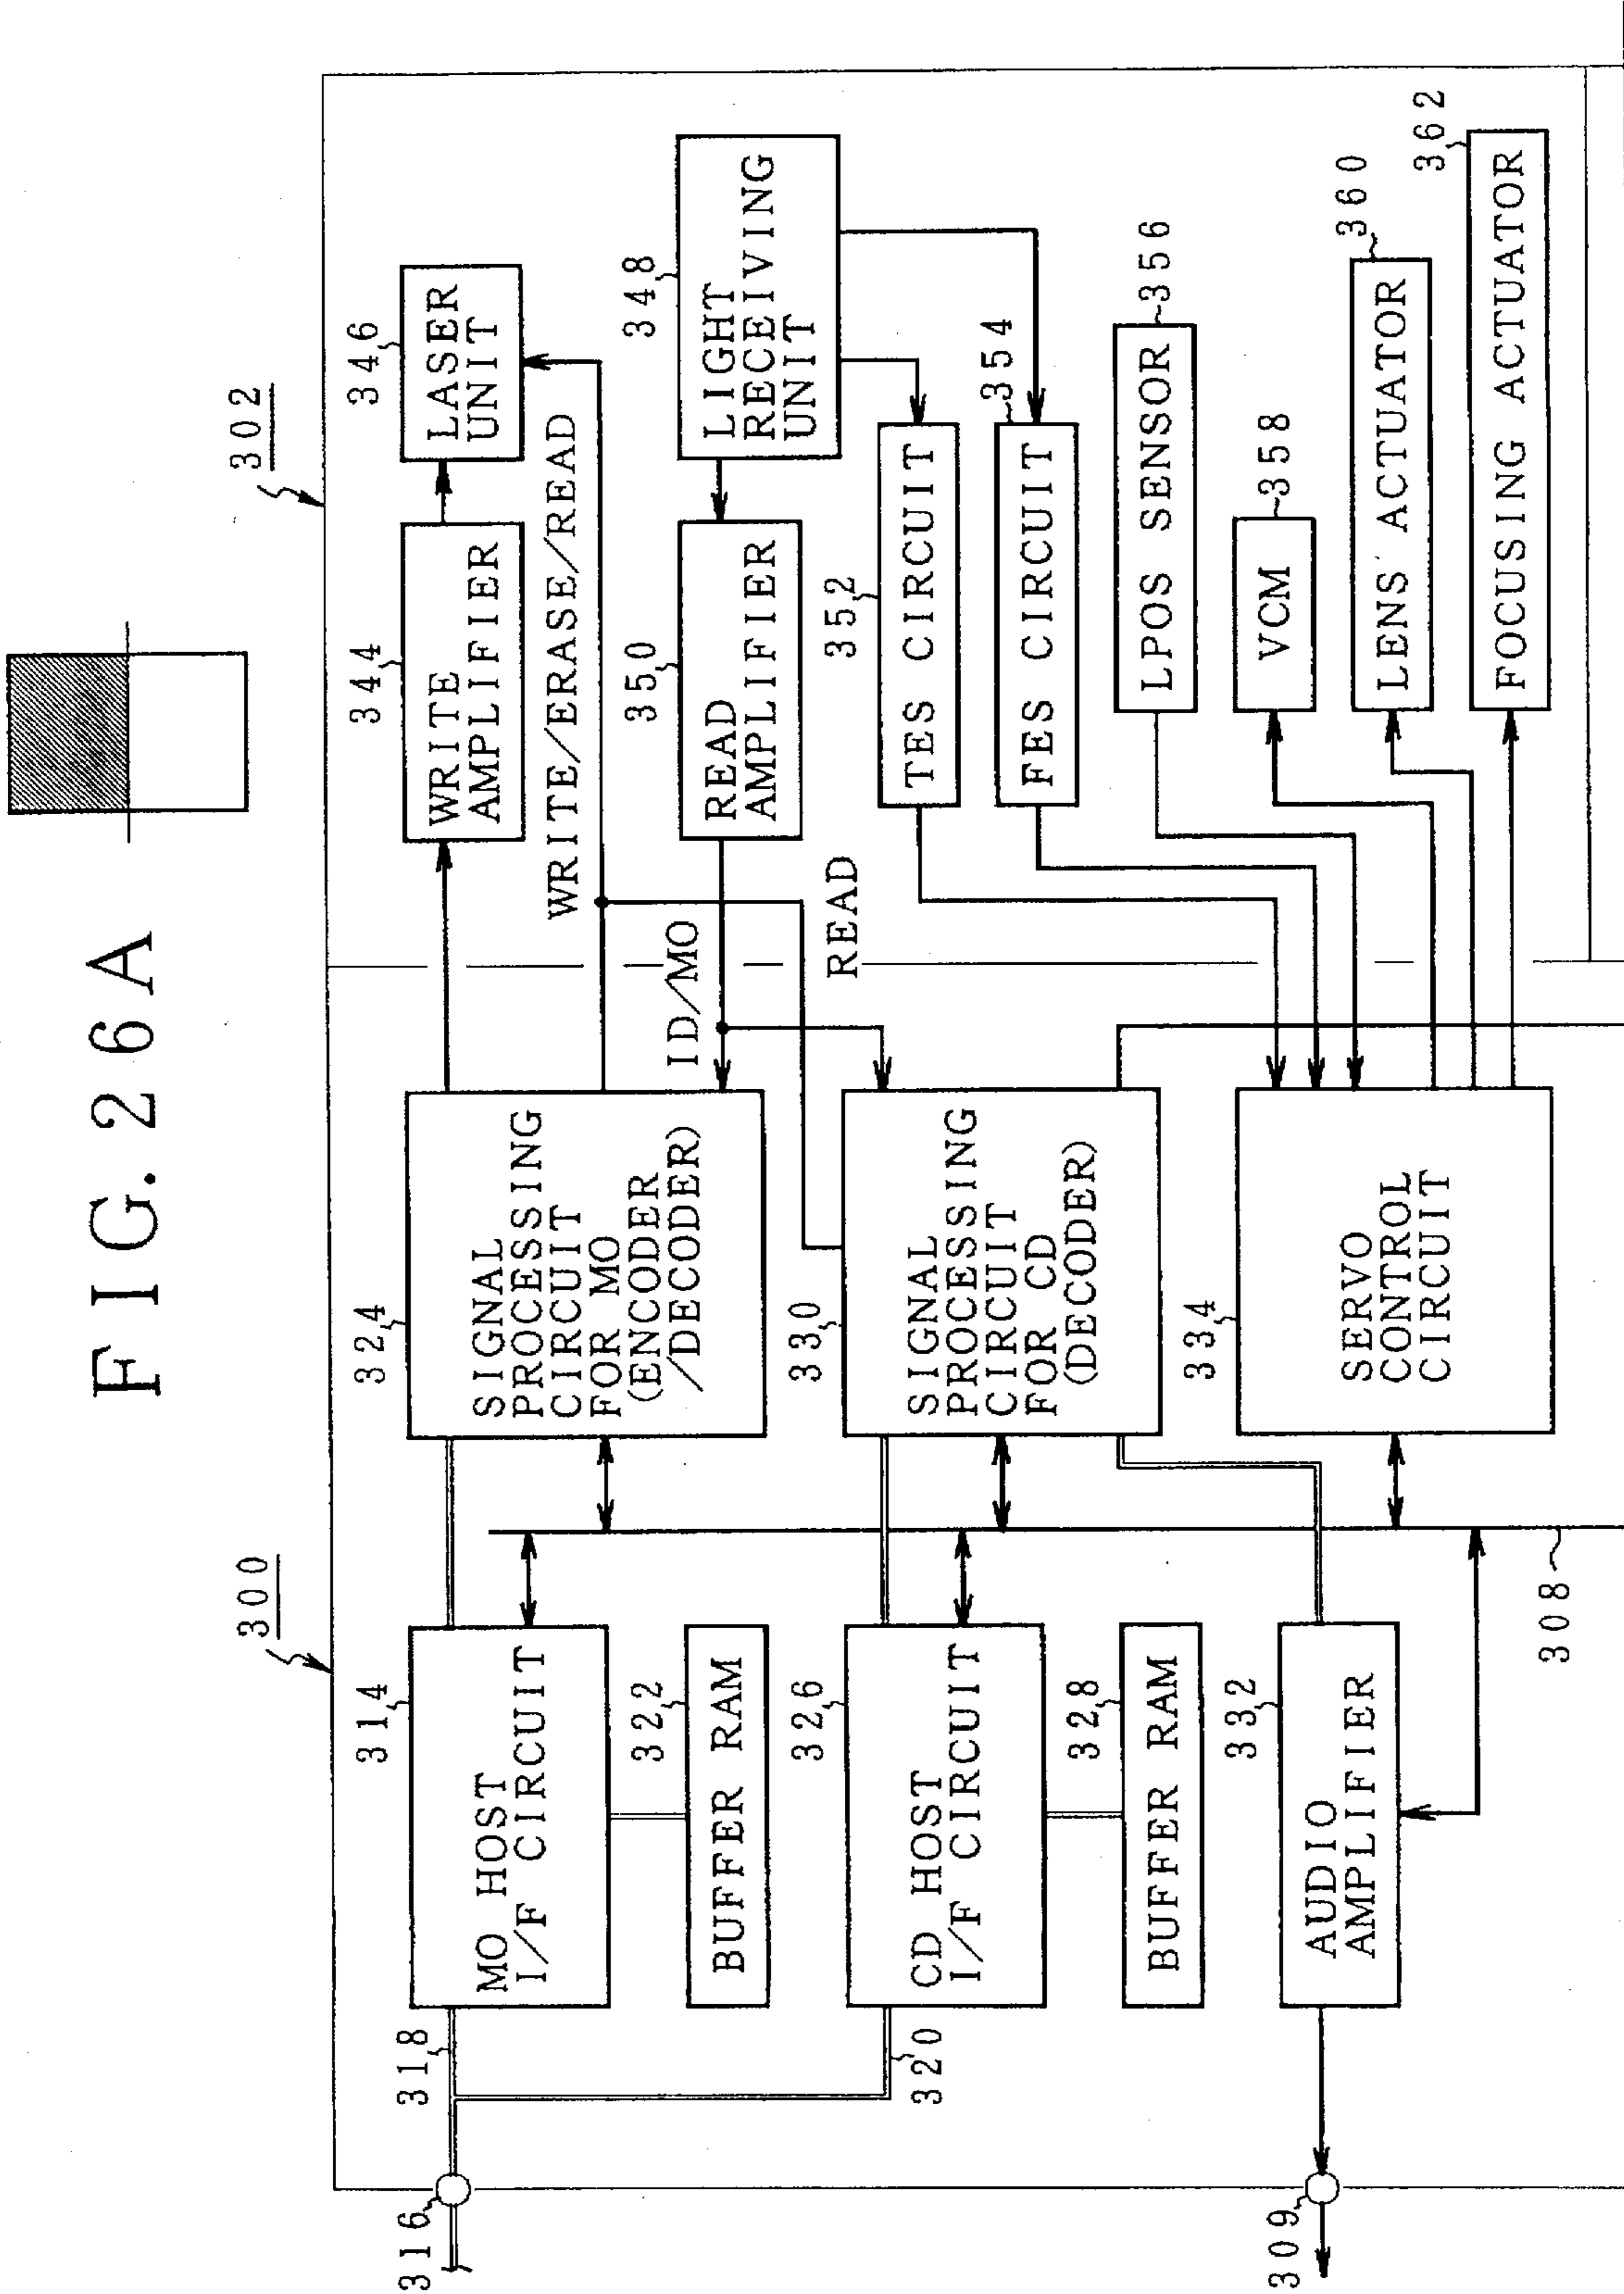 FIG. 26A
300
302
316
318
314
MO HOST
I/F CIRCUIT
324
SIGNAL
PROCESSING
CIRCUIT
FOR MO
(ENCODER
/DECODER)
344
WRITE
AMPLIFIER
346
LASER
UNIT
WRITE/ERASE/READ
322
BUFFER RAM
ID/MO
350
READ
AMPLIFIER
348
LIGHT
RECEIVING
UNIT
READ
320
326
CD HOST
I/F CIRCUIT
330
SIGNAL
PROCESSING
CIRCUIT
FOR CD
(DECODER)
352
TES CIRCUIT
354
FES CIRCUIT
328
BUFFER RAM
LPOS SENSOR
356
309
332
AUDIO
AMPLIFIER
334
SERVO
CONTROL
CIRCUIT
VCM
358
LENS ACTUATOR
360
FOCUSING ACTUATOR
362
308